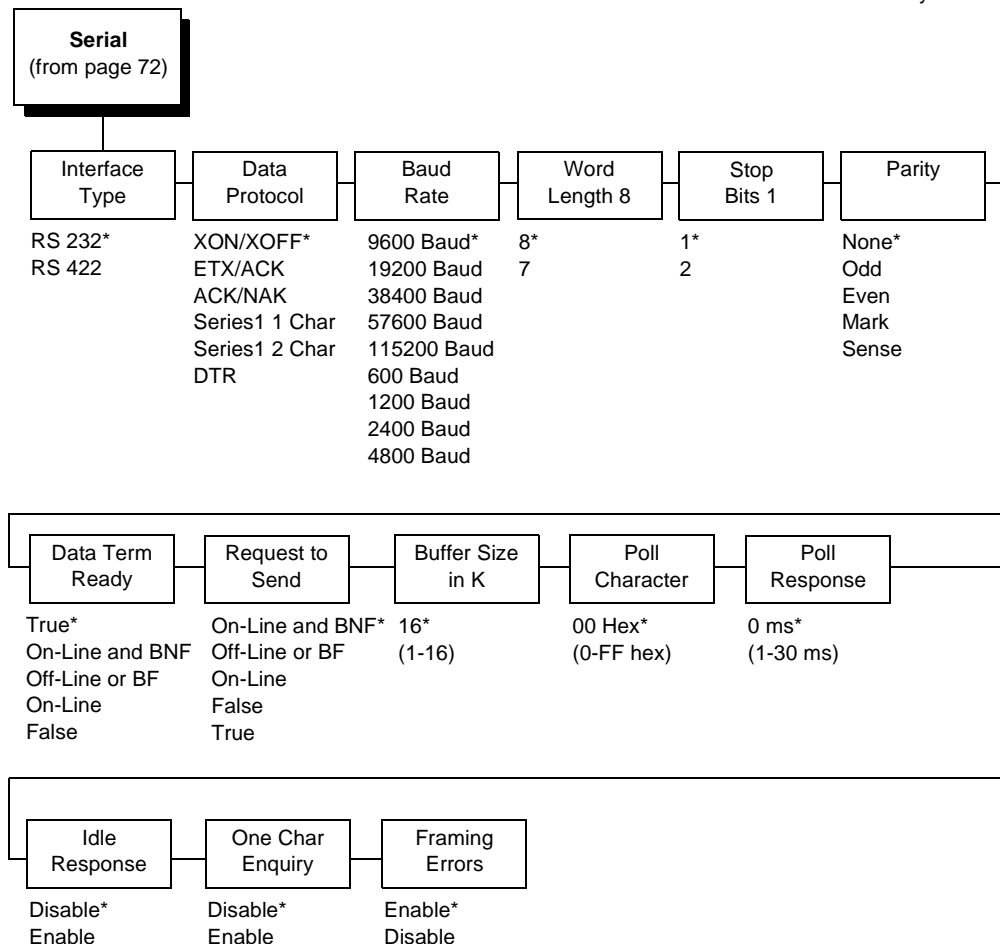 Serial
(from page 72)
Interface
Type
Data
Protocol
Baud
Rate
Word
Length 8
Stop
Bits 1
Parity
RS 232*
RS 422
XON/XOFF*
ETX/ACK
ACK/NAK
Series1 1 Char
Series1 2 Char
DTR
9600 Baud*
19200 Baud
38400 Baud
57600 Baud
115200 Baud
600 Baud
1200 Baud
2400 Baud
4800 Baud
8*
7
1*
2
None*
Odd
Even
Mark
Sense
Data Term
Ready
Request to
Send
Buffer Size
in K
Poll
Character
Poll
Response
True*
On-Line and BNF
Off-Line or BF
On-Line
False
On-Line and BNF*
Off-Line or BF
On-Line
False
True
16*
(1-16)
00 Hex*
(0-FF hex)
0 ms*
(1-30 ms)
Idle
Response
One Char
Enquiry
Framing
Errors
Disable*
Enable
Disable*
Enable
Enable*
Disable